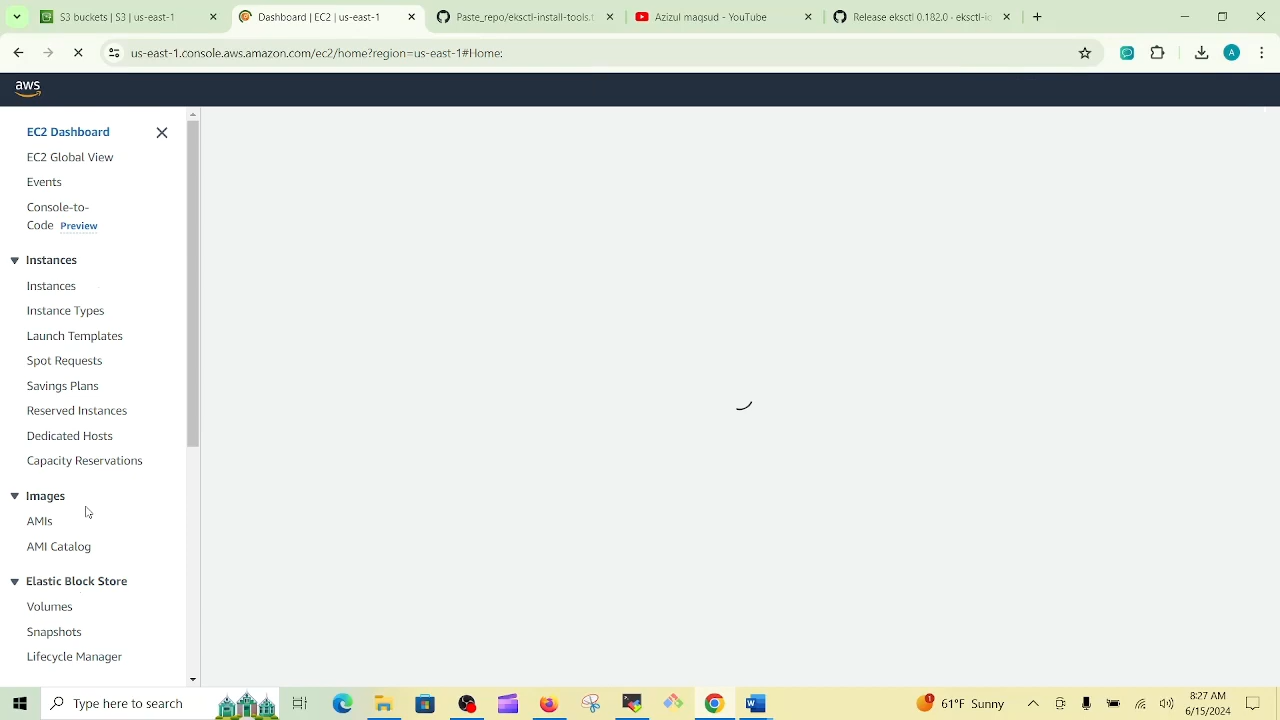 S3 buckets | S3 | us-east-1
Dashboard | EC2 | us-east-1
Paste.repo/eksctl-install-tools.t
Azizul maqsud - YouTube
Release eksctl 0.182.0 · eksctl-io
us-east-1.console.aws.amazon.com/ec2/home?region=us-east-1#Home:
A
aws
EC2 Dashboard
EC2 Global View
Events
Console-to-
Code Preview
Instances
Instances
Instance Types
Launch Templates
Spot Requests
Savings Plans
Reserved Instances
Dedicated Hosts
Capacity Reservations
Images
AMIs
AMI Catalog
Elastic Block Store
Volumes
Snapshots
Lifecycle Manager
Type here to search
61°F Sunny
8:27 AM
6/15/2024